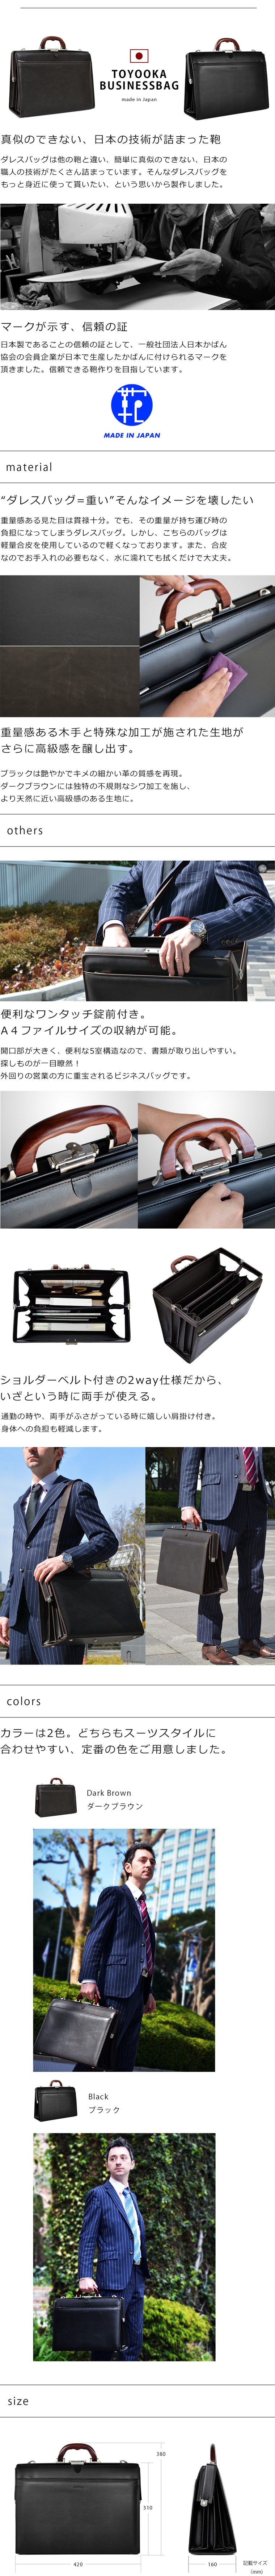 TOYOOKA
BUSINESSBAG
made in Japan
真似のできない、日本の技術が詰まった鞄
ダレスバッグは他の鞄と違い、簡単に真似のできない、日本の
職人の技術がたくさん詰まっています。そんなダレスバッグを
もっと身近に使って貰いたい、という思いから製作しました。
マークが示す、信頼の証
日本製であることの信頼の証として、一般社団法人日本かばん
協会の会員企業が日本で生産したかばんに付けられるマークを
頂きました。信頼できる鞄作りを目指しています。
MADE IN JAPAN
material
“ダレスバッグ=重い”そんなイメージを壊したい
重量感ある見た目は貫禄十分。でも、その重量が持ち運び時の
負担になってしまうダレスバッグ。しかし、こちらのバッグは
軽量合皮を使用しているので軽くなっております。また、合皮
なのでお手入れの必要もなく、水に濡れても拭くだけで大丈夫。
重量感ある木手と特殊な加工が施された生地が
さらに高級感を醸し出す。
ブラックは艶やかでキメの細かい革の質感を再現。
ダークブラウンには独特の不規則なシワ加工を施し、
より天然に近い高級感のある生地に。
others
便利なワンタッチ錠前付き。
A４ファイルサイズの収納が可能。
開口部が大きく、便利な5室構造なので、書類が取り出しやすい。
探しものが一目瞭然！
外回りの営業の方に重宝されるビジネスバッグです。
ショルダーベルト付きの2way仕様だから、
いざという時に両手が使える。
通勤の時や、両手がふさがっている時に嬉しい肩掛け付き。
身体への負担も軽減します。
colors
カラーは2色。どちらもスーツスタイルに
合わせやすい、定番の色をご用意しました。
Dark Brown
ダークブラウン
Black
ブラック
size
380
310
420
160
記載サイズ
（mm）